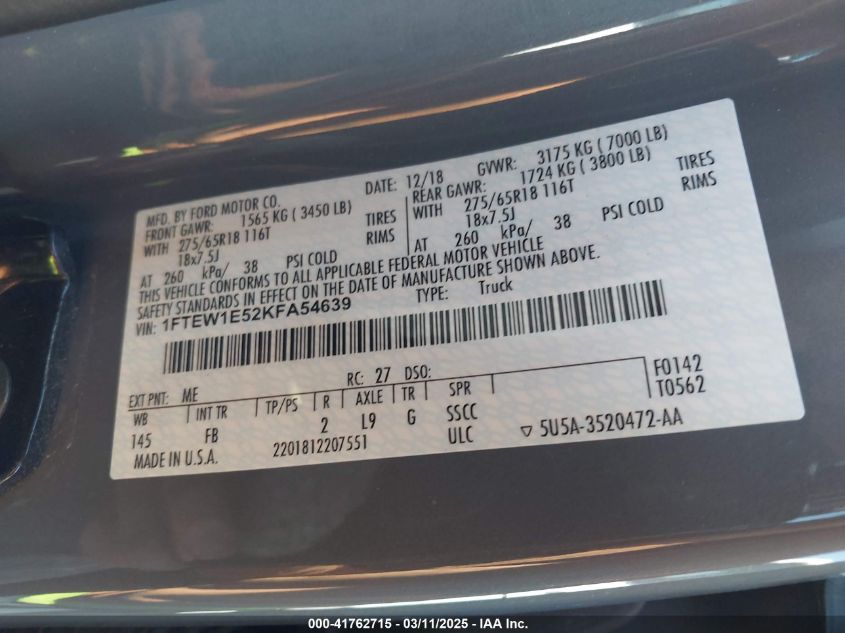 MFD. BY FORD MOTOR CO. DATE: 12/18 GVWR: 3175 KG ( 7000 LB)
FRONT GAWR: 1565 KG ( 3450 LB) REAR GAWR: 1724 KG ( 3800 LB)
WITH 275/65R18 116T TIRES WITH 275/65R18 116T TIRES
18x7.5J RIMS 18x7.5J RIMS
AT 260 kPa/ 38 PSI COLD AT 260 kPa/ 38 PSI COLD
THIS VEHICLE CONFORMS TO ALL APPLICABLE FEDERAL MOTOR VEHICLE
SAFETY STANDARDS IN EFFECT ON THE DATE OF MANUFACTURE SHOWN ABOVE.
VIN: 1FTEW1E52KFA54639 TYPE: Truck
EXT PNT: ME RC: 27 DSO: F0142
WB INT TR TP/PS R AXLE TR SPR T0562
145 FB 2 L9 G SSCC
MADE IN U.S.A. 2201812207551 ULC ▽ 5U5A-3520472-AA
000-41762715 - 03/11/2025 - IAA Inc.